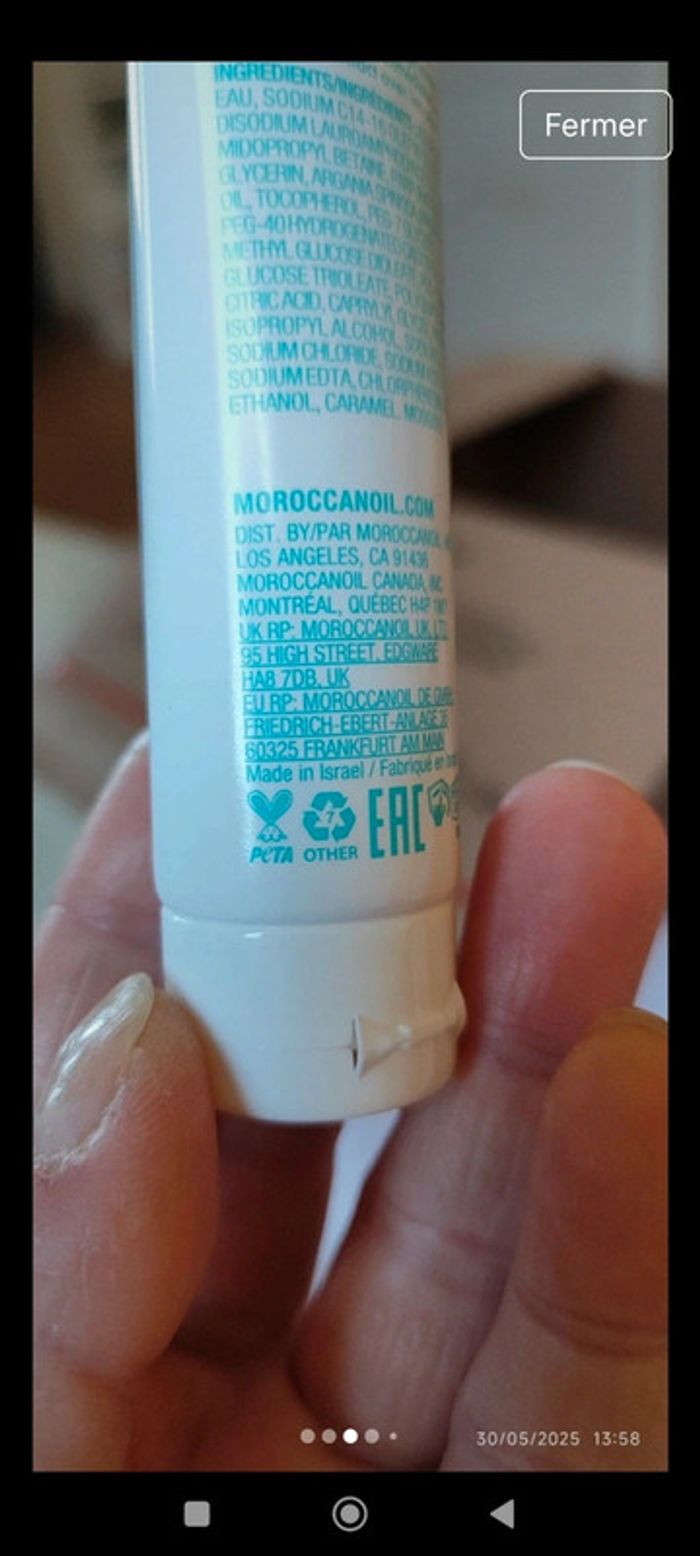 INGREDIENTS/INGRÉDIENTS
Fermer
EAU, SODIUM C14-16
DISODIUM
MIDOPROPYL BETAINE,
GLYCERIN, ARGANIA
OIL, TOCOPHEROL, PEG-7
PEG-40 HYDROGENATED
METHYL GLUCOSE DIOLEATE,
GLUCOSE TRIOLEATE,
CITRIC ACID, CAPRYLYL
ISOPROPYL ALCOHOL,
SODIUM CHLORIDE, SODIUM
SODIUM EDTA,
ETHANOL, CARAMEL.
MOROCCANOIL.COM
DIST. BY/PAR MOROCCANOIL
LOS ANGELES, CA 91436
MOROCCANOIL CANADA, INC.
MONTRÉAL, QUÉBEC H4P
UK RP: MOROCCANOIL UK, LTD.
95 HIGH STREET, EDGWARE
HA8 7DB, UK
EU RP: MOROCCANOIL DE
FRIEDRICH-EBERT-ANLAGE
60325 FRANKFURT AM MAIN
Made in Israel / Fabriqué en
7
PeTA OTHER EAC
30/05/2025 13:58